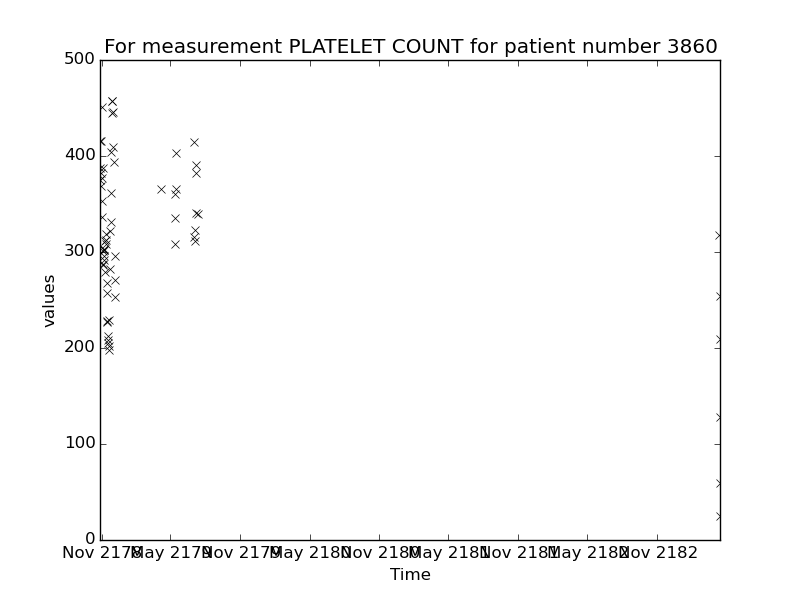 For measurement PLATELET COUNT for patient number 3860
500
400
300
200
100
0
values
Nov 2178 May 2179 Nov 2179 May 2180 Nov 2180 May 2181 Nov 2181 May 2182 Nov 2182
Time